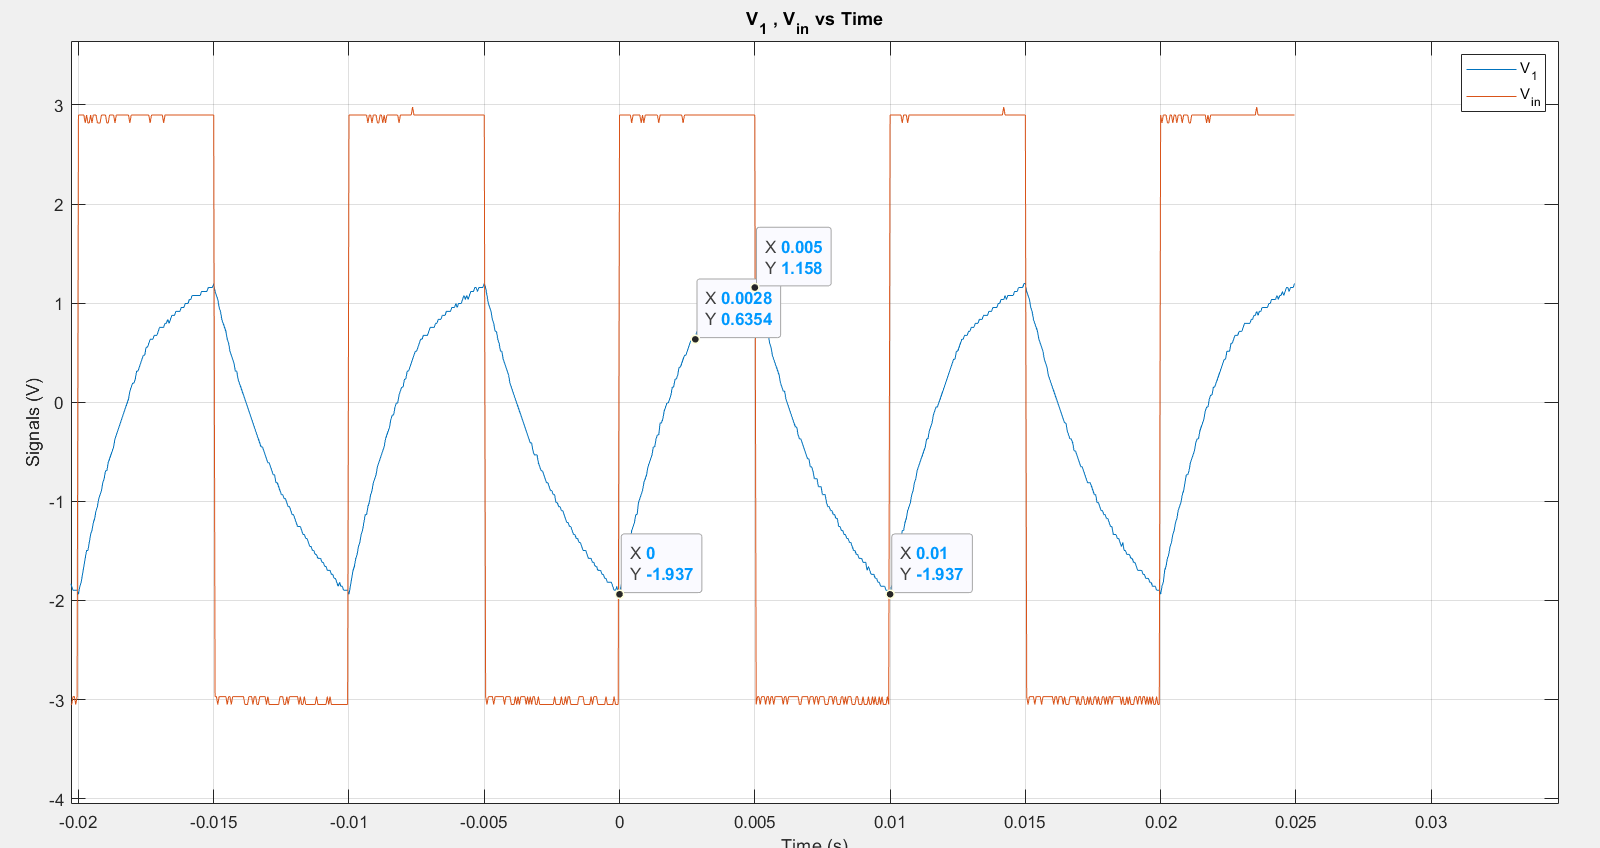 V1 , Vin vs Time
V1
Vin
3
2
1
0
-1
-2
-3
-4
Signals (V)
X 0.005
Y 1.158
X 0.0028
Y 0.6354
X 0
Y -1.937
X 0.01
Y -1.937
-0.02 -0.015 -0.01 -0.005 0 0.005 0.01 0.015 0.02 0.025 0.03
Time (s)